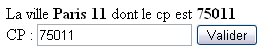 La ville Paris 11 dont le cp est 75011
CP : 75011 Valider